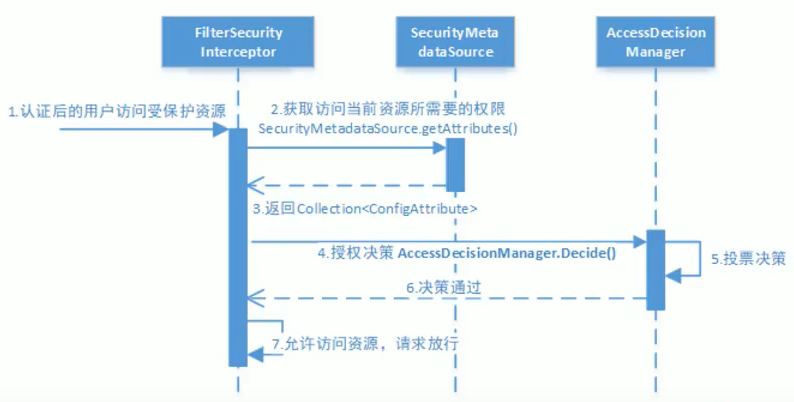 FilterSecurity
Interceptor
SecurityMeta
dataSource
AccessDecision
Manager
1.认证后的用户访问受保护资源
2.获取访问当前资源所需要的权限
SecurityMetadataSource.getAttributes()
3.返回Collection<ConfigAttribute>
4.授权决策 AccessDecisionManager.Decide()
5.投票决策
6.决策通过
7.允许访问资源，请求放行